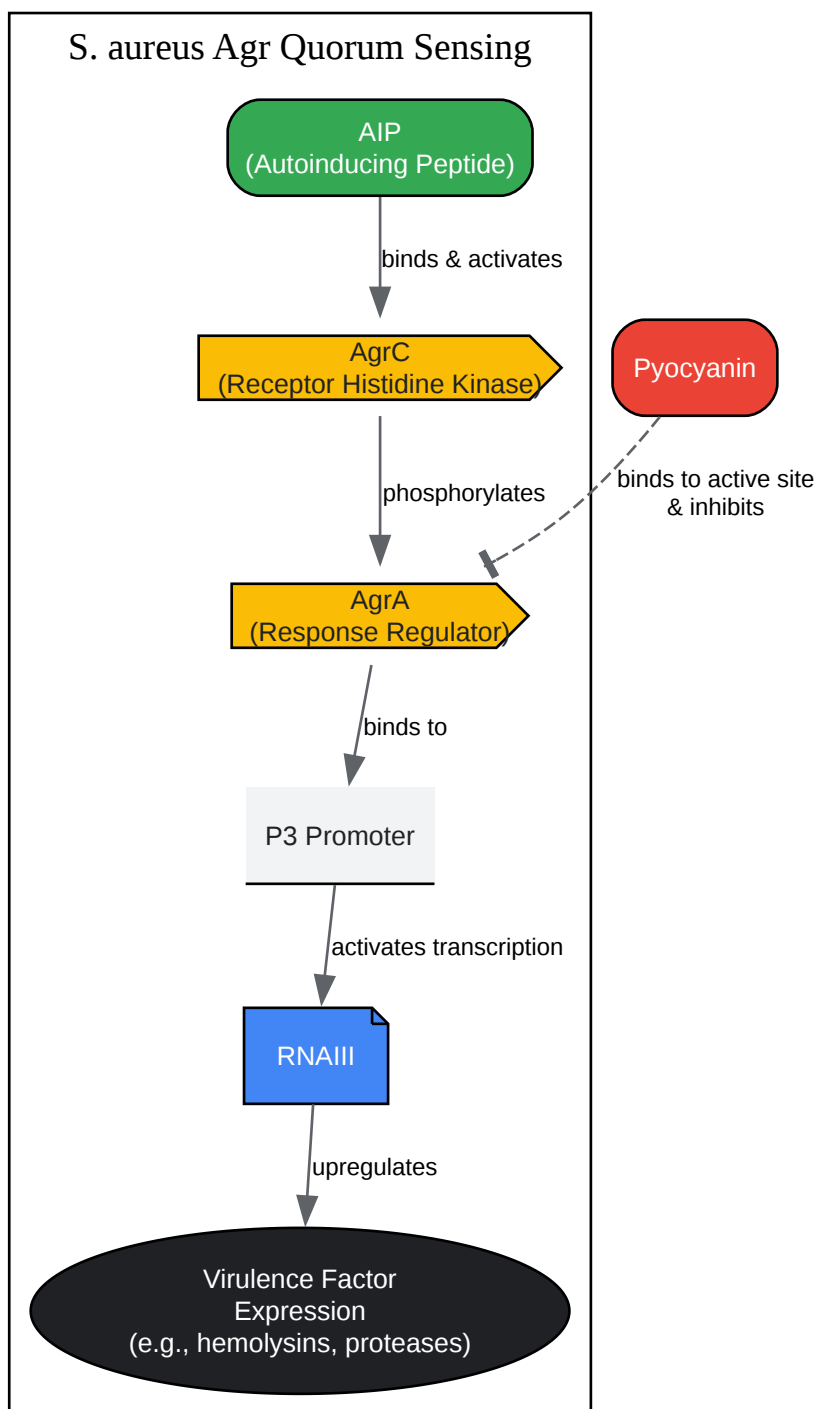 S. aureus Agr Quorum Sensing
AIP
(Autoinducing Peptide)
binds & activates
AgrC
(Receptor Histidine Kinase)
Pyocyanin
phosphorylates
binds to active site
& inhibits
AgrA
(Response Regulator)
binds to
P3 Promoter
activates transcription
RNAIII
upregulates
Virulence Factor
Expression
(e.g., hemolysins, proteases)